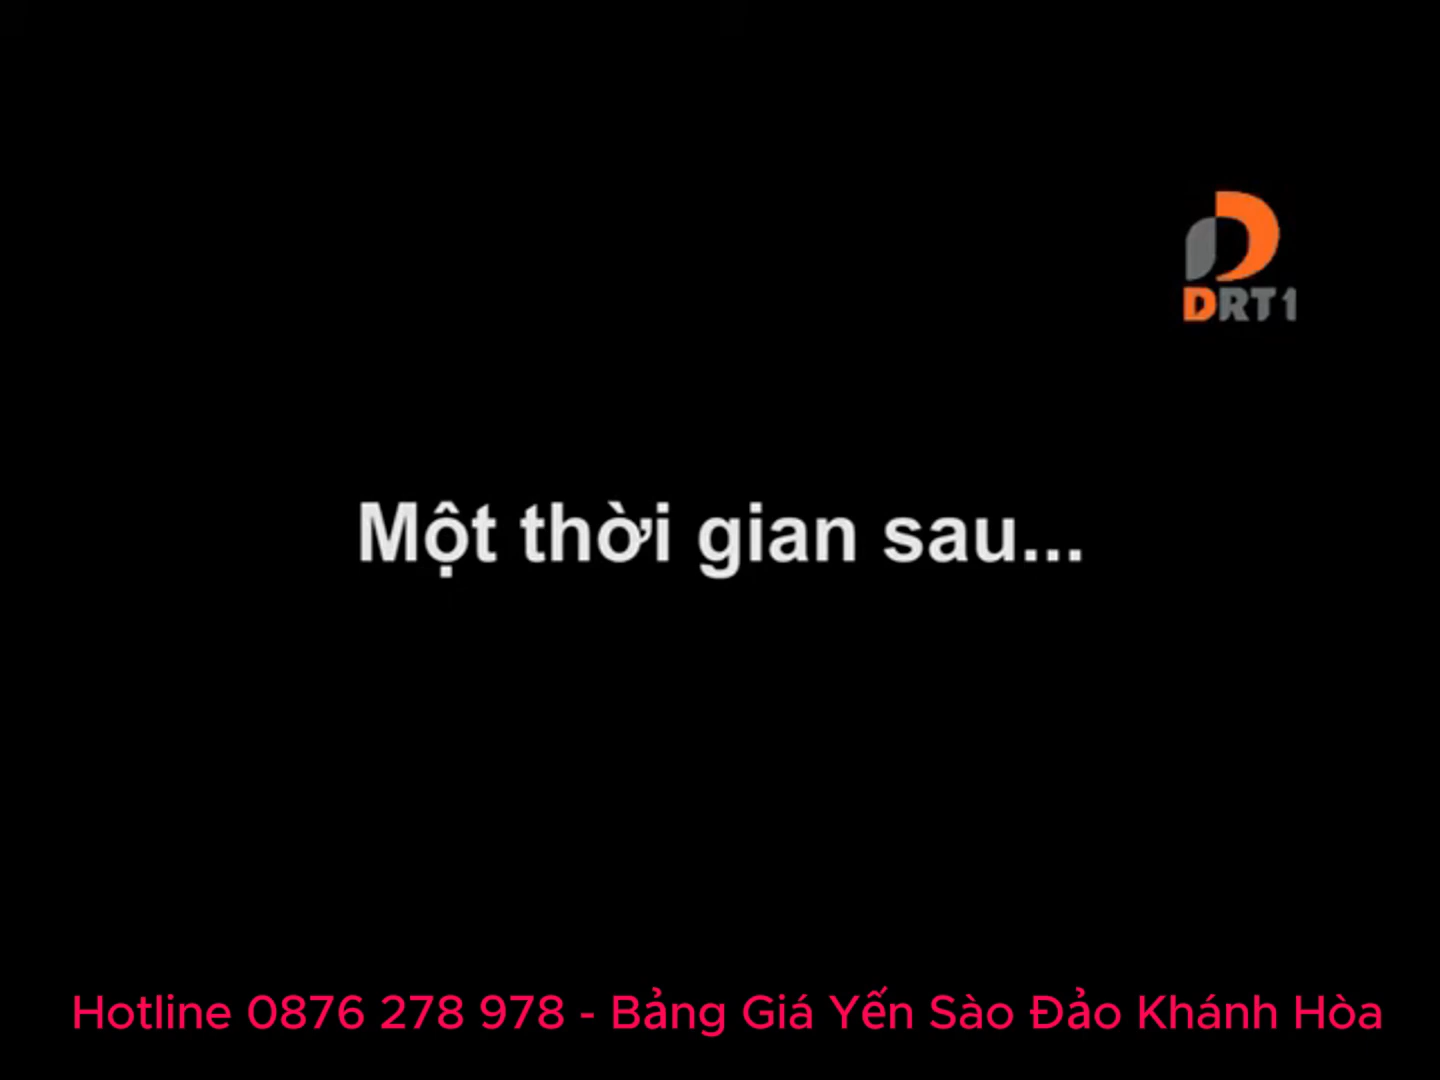 DRT1
Một thời gian sau...
Hotline 0876 278 978 - Bảng Giá Yến Sào Đảo Khánh Hòa